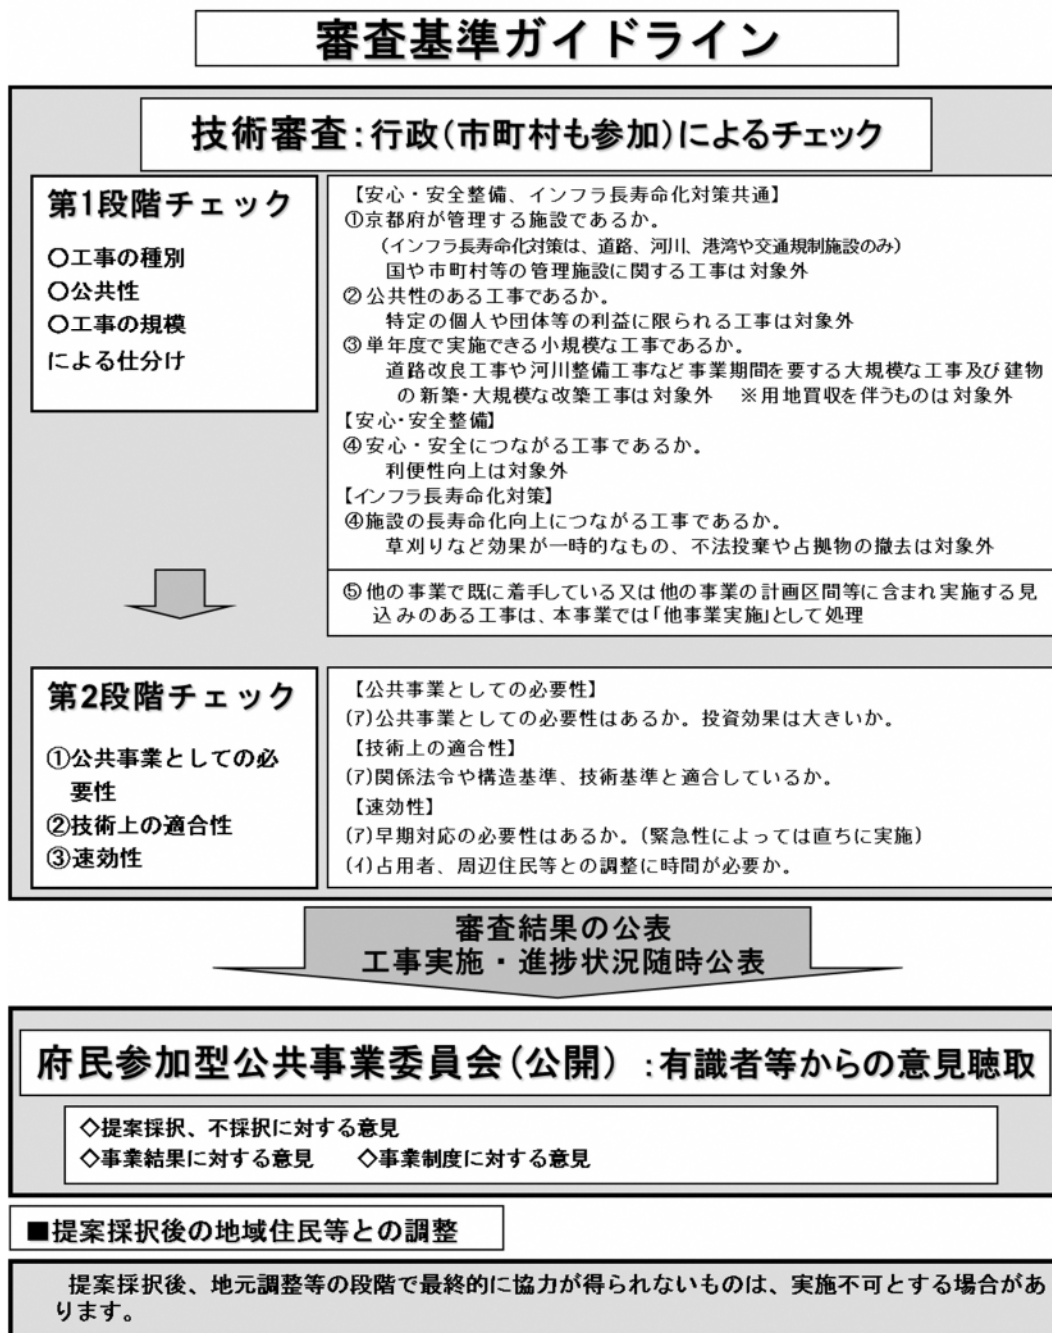 審査基準ガイドライン
技術審査：行政（市町村も参加）によるチェック
第1段階チェック
〇工事の種別
〇公共性
〇工事の規模
による仕分け
【安心・安全整備、インフラ長寿命化対策共通】
①京都府が管理する施設であるか。
（インフラ長寿命化対策は、道路、河川、港湾や交通規制施設のみ）
国や市町村等の管理施設に関する工事は対象外
②公共性のある工事であるか。
特定の個人や団体等の利益に限られる工事は対象外
③単年度で実施できる小規模な工事であるか。
道路改良工事や河川整備工事など事業期間を要する大規模な工事及び建物
の新築・大規模な改築工事は対象外　※用地買収を伴うものは対象外
【安心・安全整備】
④安心・安全につながる工事であるか。
利便性向上は対象外
【インフラ長寿命化対策】
④施設の長寿命化向上につながる工事であるか。
草刈りなど効果が一時的なもの、不法投棄や占拠物の撤去は対象外
⑤他の事業で既に着手している又は他の事業の計画区間等に含まれ実施する見
込みのある工事は、本事業では「他事業実施」として処理
第2段階チェック
①公共事業としての必
要性
②技術上の適合性
③速効性
【公共事業としての必要性】
(ア)公共事業としての必要性はあるか。投資効果は大きいか。
【技術上の適合性】
(ア)関係法令や構造基準、技術基準と適合しているか。
【速効性】
(ア)早期対応の必要性はあるか。（緊急性によっては直ちに実施）
(イ)占用者、周辺住民等との調整に時間が必要か。
審査結果の公表
工事実施・進捗状況随時公表
府民参加型公共事業委員会（公開）：有識者等からの意見聴取
◇提案採択、不採択に対する意見
◇事業結果に対する意見　◇事業制度に対する意見
■提案採択後の地域住民等との調整
提案採択後、地元調整等の段階で最終的に協力が得られないものは、実施不可とする場合があ
ります。